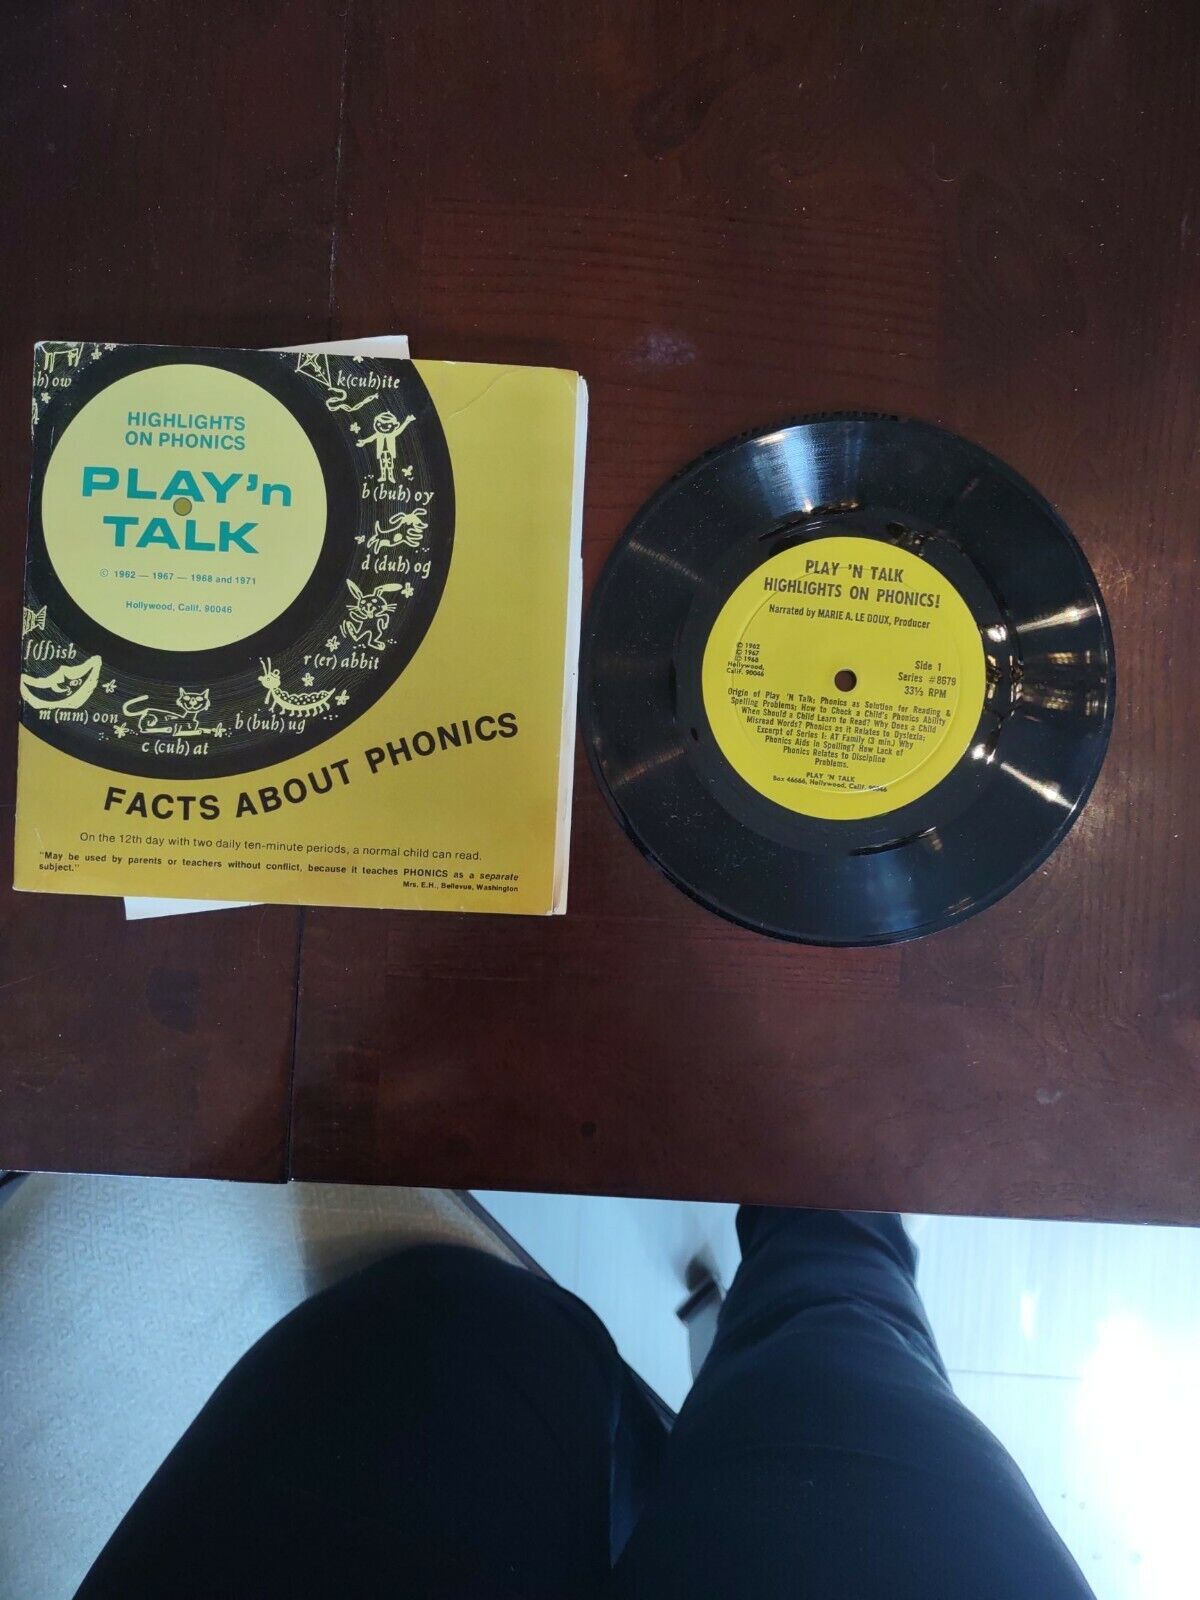 HIGHLIGHTS
ON PHONICS
PLAY'n
TALK
© 1962 — 1967 — 1968 and 1971
Hollywood, Calif. 90046
k(cuh)ite
b (buh) oy
d (duh) og
r (er) abbit
b (buh) ug
c (cuh) at
m (mm) oon
f(ff)ish
ow
FACTS ABOUT PHONICS
On the 12th day with two daily ten-minute periods, a normal child can read.
"May be used by parents or teachers without conflict, because it teaches PHONICS as a separate
subject."
Mrs. E.H., Bellevue, Washington
PLAY 'N TALK
HIGHLIGHTS ON PHONICS!
Narrated by MARIE A. LE DOUX, Producer
© 1962
© 1967
© 1968
Hollywood,
Calif. 90046
Side 1
Series #8679
33⅓ RPM
Origin of Play 'N Talk; Phonics as Solution for Reading &
Spelling Problems; How to Check a Child's Phonics Ability
When Should a Child Learn to Read? Why Does a Child
Misread Words? Phonics as it Relates to Dyslexia;
Excerpt of Series I: AT Family (3 min.) Why
Phonics Aids in Spelling? How Lack of
Phonics Relates to Discipline
Problems.
PLAY 'N TALK
Box 46666, Hollywood, Calif. 90046